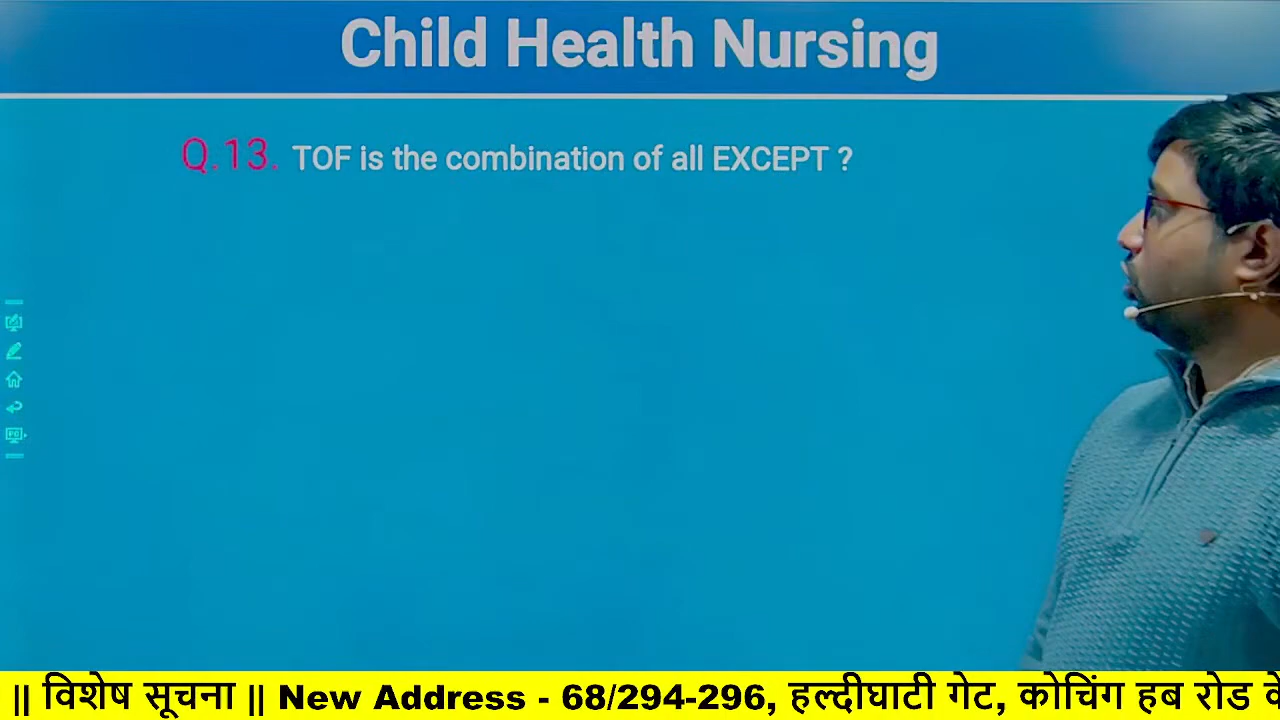 Child Health Nursing
Q.13. TOF is the combination of all EXCEPT ?
|| विशेष सूचना || New Address - 68/294-296, हल्दीघाटी गेट, कोचिंग हब रोड के